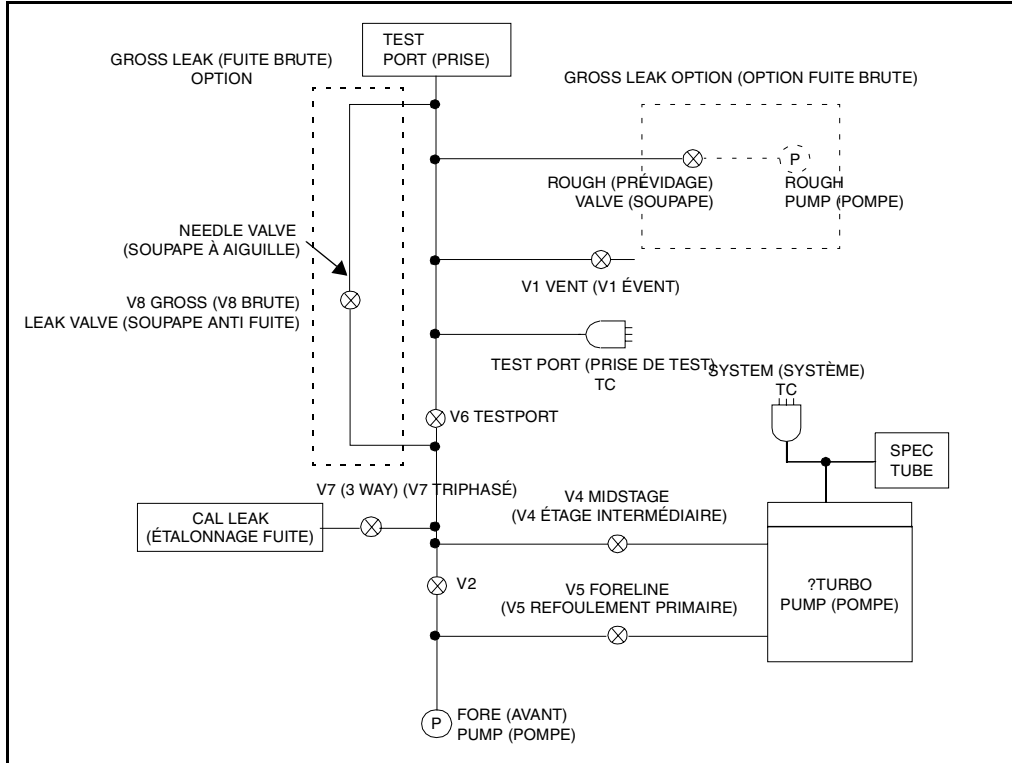 TEST
PORT (PRISE)
GROSS LEAK (FUITE BRUTE)
OPTION
GROSS LEAK OPTION (OPTION FUITE BRUTE)
P
ROUGH (PRÉVIDAGE)
VALVE (SOUPAPE)
ROUGH
PUMP (POMPE)
NEEDLE VALVE
(SOUPAPE À AIGUILLE)
V1 VENT (V1 ÉVENT)
V8 GROSS (V8 BRUTE)
LEAK VALVE (SOUPAPE ANTI FUITE)
TEST PORT (PRISE DE TEST)
TC
SYSTEM (SYSTÈME)
TC
V6 TESTPORT
SPEC
TUBE
V7 (3 WAY) (V7 TRIPHASÉ)
CAL LEAK
(ÉTALONNAGE FUITE)
V4 MIDSTAGE
(V4 ÉTAGE INTERMÉDIAIRE)
V2
V5 FORELINE
(V5 REFOULEMENT PRIMAIRE)
?TURBO
PUMP (POMPE)
P
FORE (AVANT)
PUMP (POMPE)